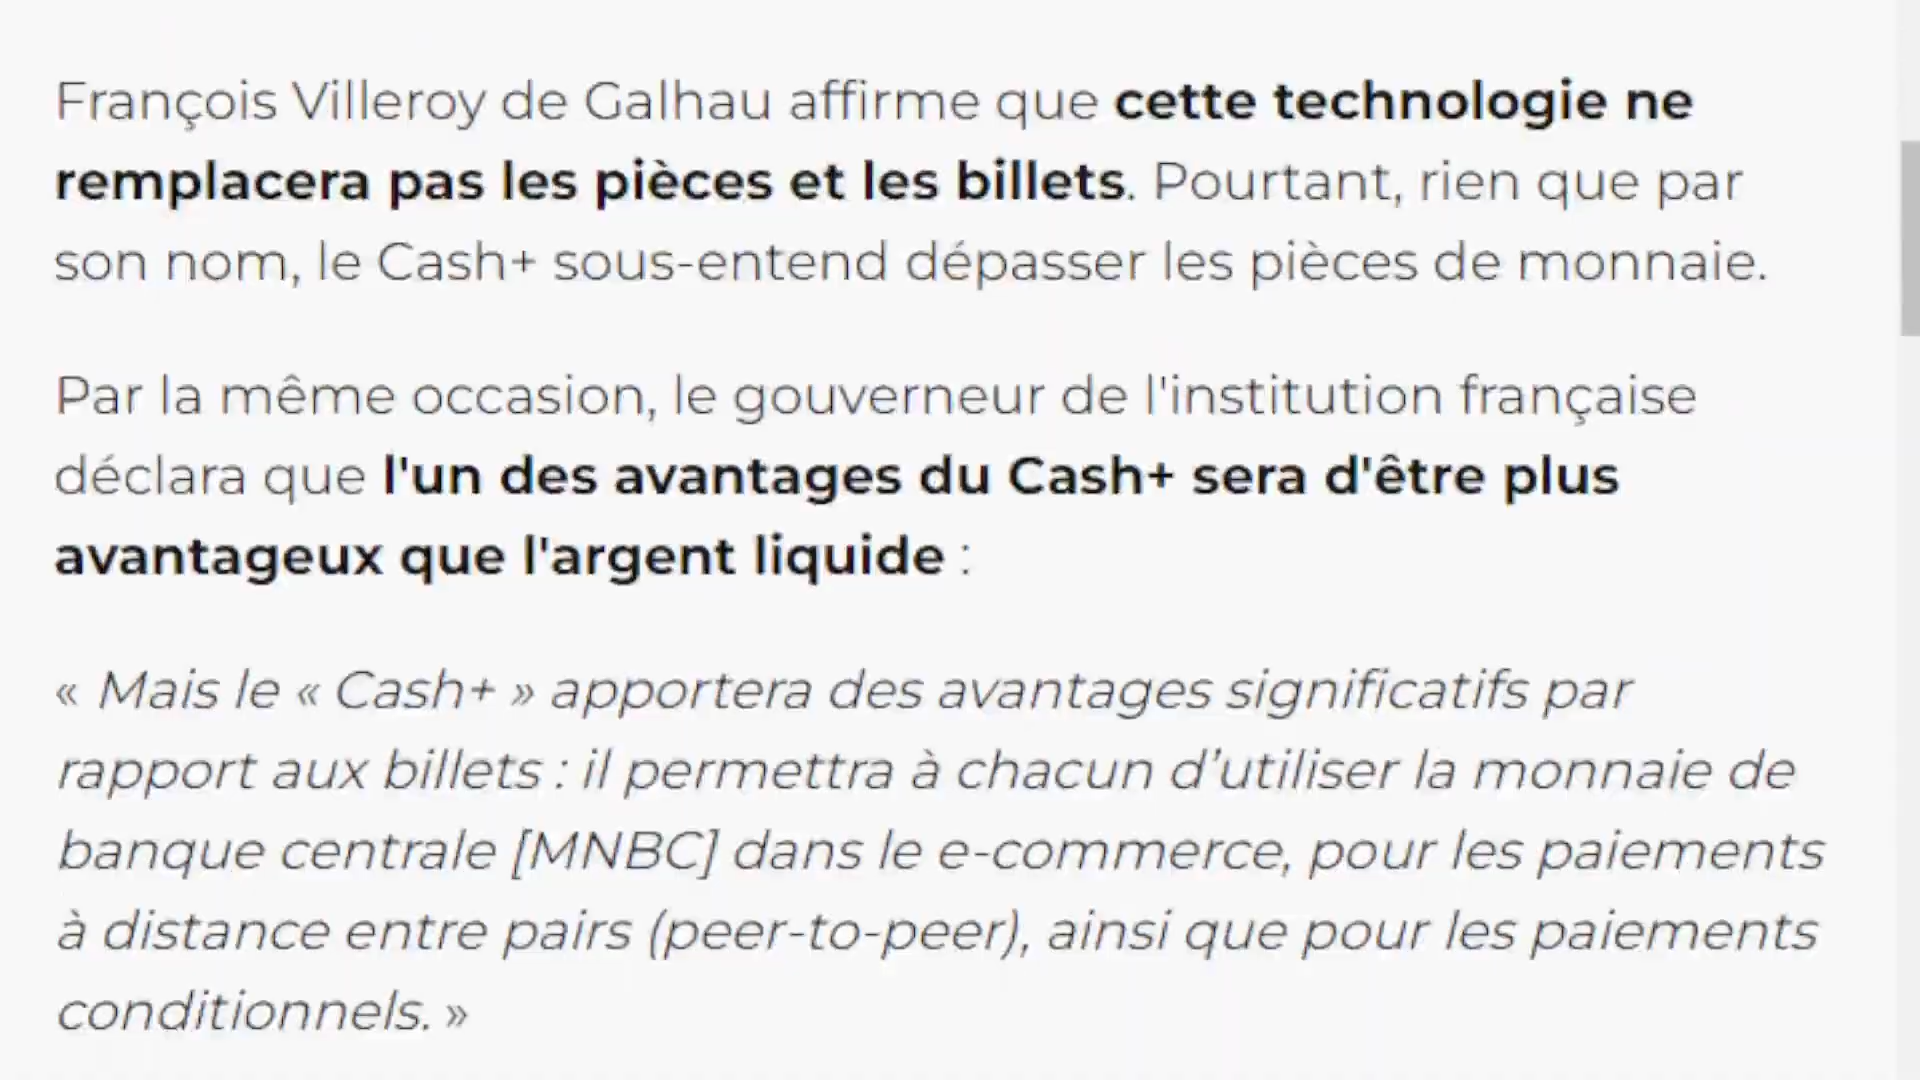 François Villeroy de Galhau affirme que cette technologie ne
remplacera pas les pièces et les billets. Pourtant, rien que par
son nom, le Cash+ sous-entend dépasser les pièces de monnaie.
Par la même occasion, le gouverneur de l'institution française
déclara que l'un des avantages du Cash+ sera d'être plus
avantageux que l'argent liquide :
« Mais le « Cash+ » apportera des avantages significatifs par
rapport aux billets : il permettra à chacun d’utiliser la monnaie de
banque centrale [MNBC] dans le e-commerce, pour les paiements
à distance entre pairs (peer-to-peer), ainsi que pour les paiements
conditionnels. »